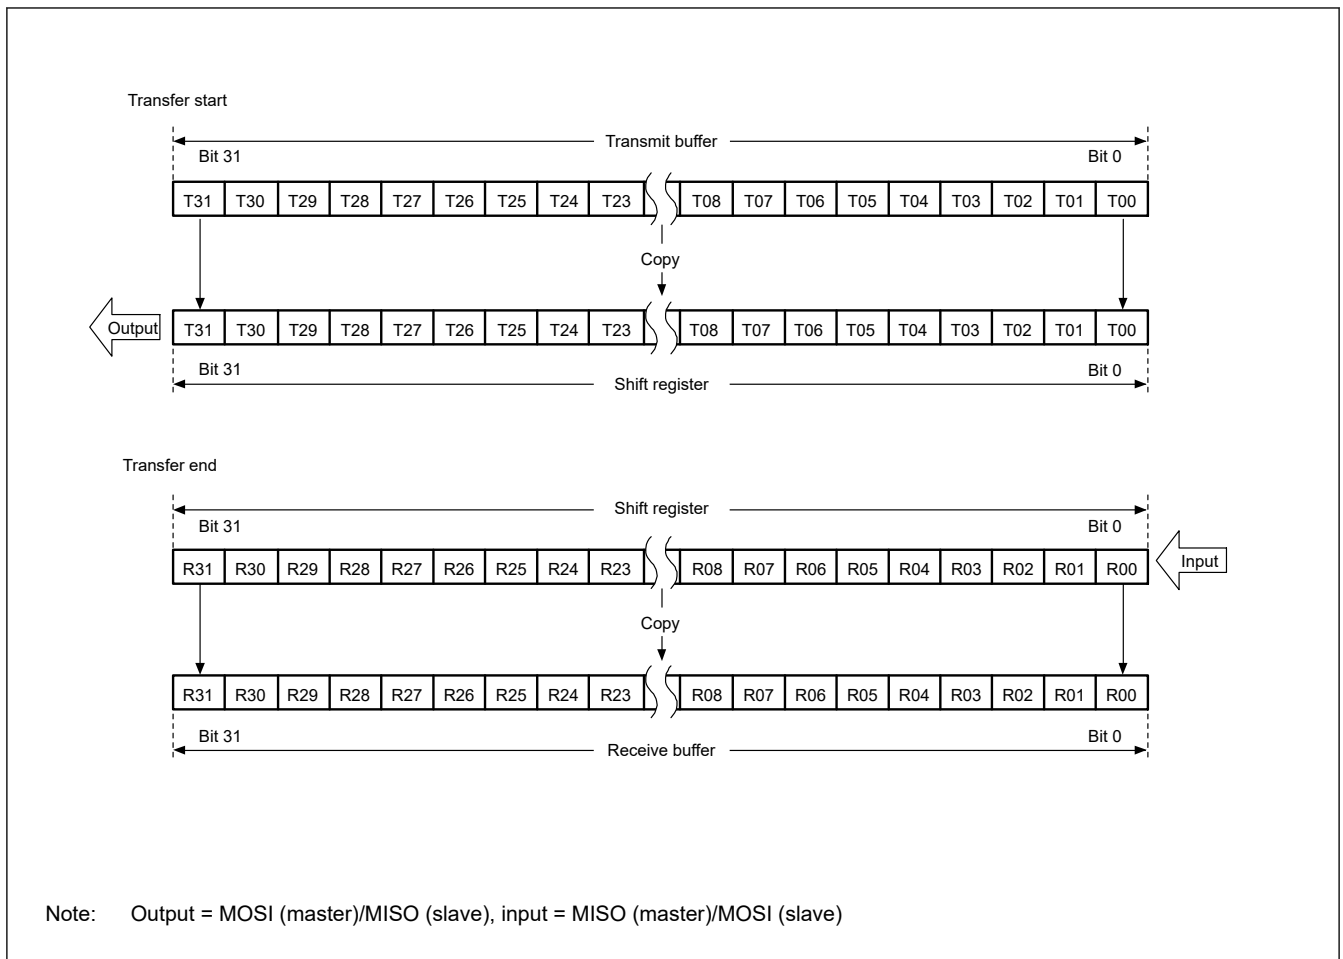 Transfer start
Transmit buffer
Bit 31 Bit 0
T31 T30 T29 T28 T27 T26 T25 T24 T23 T08 T07 T06 T05 T04 T03 T02 T01 T00
Copy
Output T31 T30 T29 T28 T27 T26 T25 T24 T23 T08 T07 T06 T05 T04 T03 T02 T01 T00
Bit 31 Bit 0
Shift register
Transfer end
Shift register
Bit 31 Bit 0
R31 R30 R29 R28 R27 R26 R25 R24 R23 R08 R07 R06 R05 R04 R03 R02 R01 R00 Input
Copy
R31 R30 R29 R28 R27 R26 R25 R24 R23 R08 R07 R06 R05 R04 R03 R02 R01 R00
Bit 31 Bit 0
Receive buffer
Note: Output = MOSI (master)/MISO (slave), input = MISO (master)/MOSI (slave)